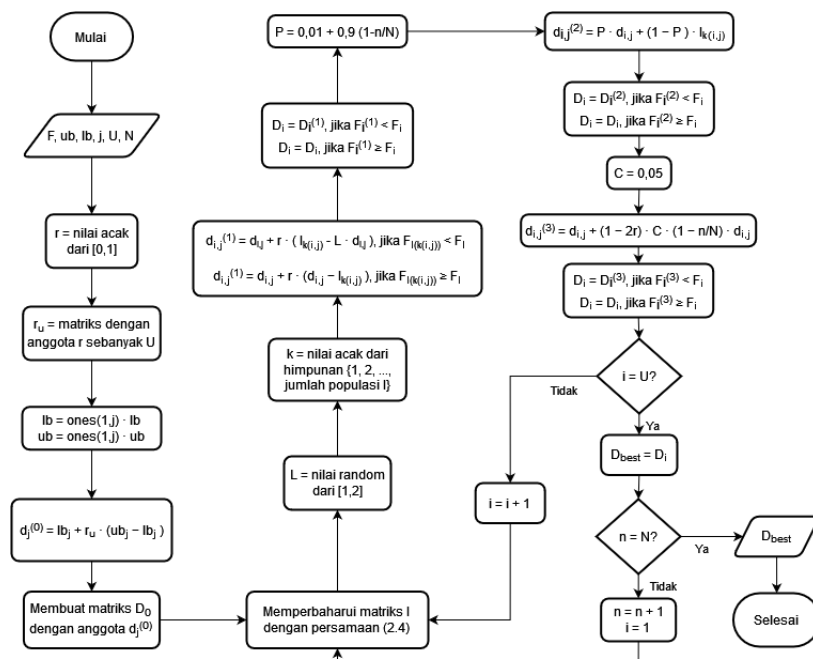 Mulai
F, ub, lb, j, U, N
r = nilai acak
dari [0,1]
r_u = matriks dengan
anggota r sebanyak U
lb = ones(1,j) · lb
ub = ones(1,j) · ub
d_j^(0) = lb_j + r_u · (ub_j – lb_j )
Membuat matriks D_0
dengan anggota d_j^(0)
Memperbaharui matriks I
dengan persamaan (2.4)
L = nilai random
dari [1,2]
k = nilai acak dari
himpunan {1, 2, ...,
jumlah populasi I}
d_i,j^(1) = d_i,j + r · ( I_k(i,j) - L · d_i,j ), jika F_I(k(i,j)) < F_I
d_i,j^(1) = d_i,j + r · (d_i,j – I_k(i,j) ), jika F_I(k(i,j)) ≥ F_I
D_i = D_i^(1), jika F_i^(1) < F_i
D_i = D_i, jika F_i^(1) ≥ F_i
P = 0,01 + 0,9 (1-n/N)
d_i,j^(2) = P · d_i,j + (1 – P ) · I_k(i,j)
D_i = D_i^(2), jika F_i^(2) < F_i
D_i = D_i, jika F_i^(2) ≥ F_i
C = 0,05
d_i,j^(3) = d_i,j + (1 – 2r) · C · (1 – n/N) · d_i,j
D_i = D_i^(3), jika F_i^(3) < F_i
D_i = D_i, jika F_i^(3) ≥ F_i
i = U?
Tidak
Ya
i = i + 1
D_best = D_i
n = N?
Ya
Tidak
D_best
n = n + 1
i = 1
Selesai